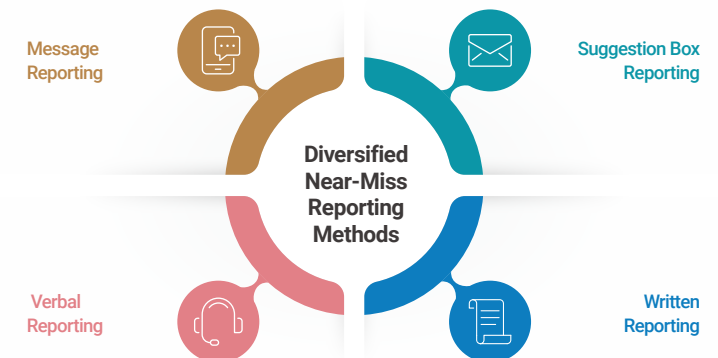 Message
Reporting
Suggestion Box
Reporting
Diversified
Near-Miss
Reporting
Methods
Verbal
Reporting
Written
Reporting